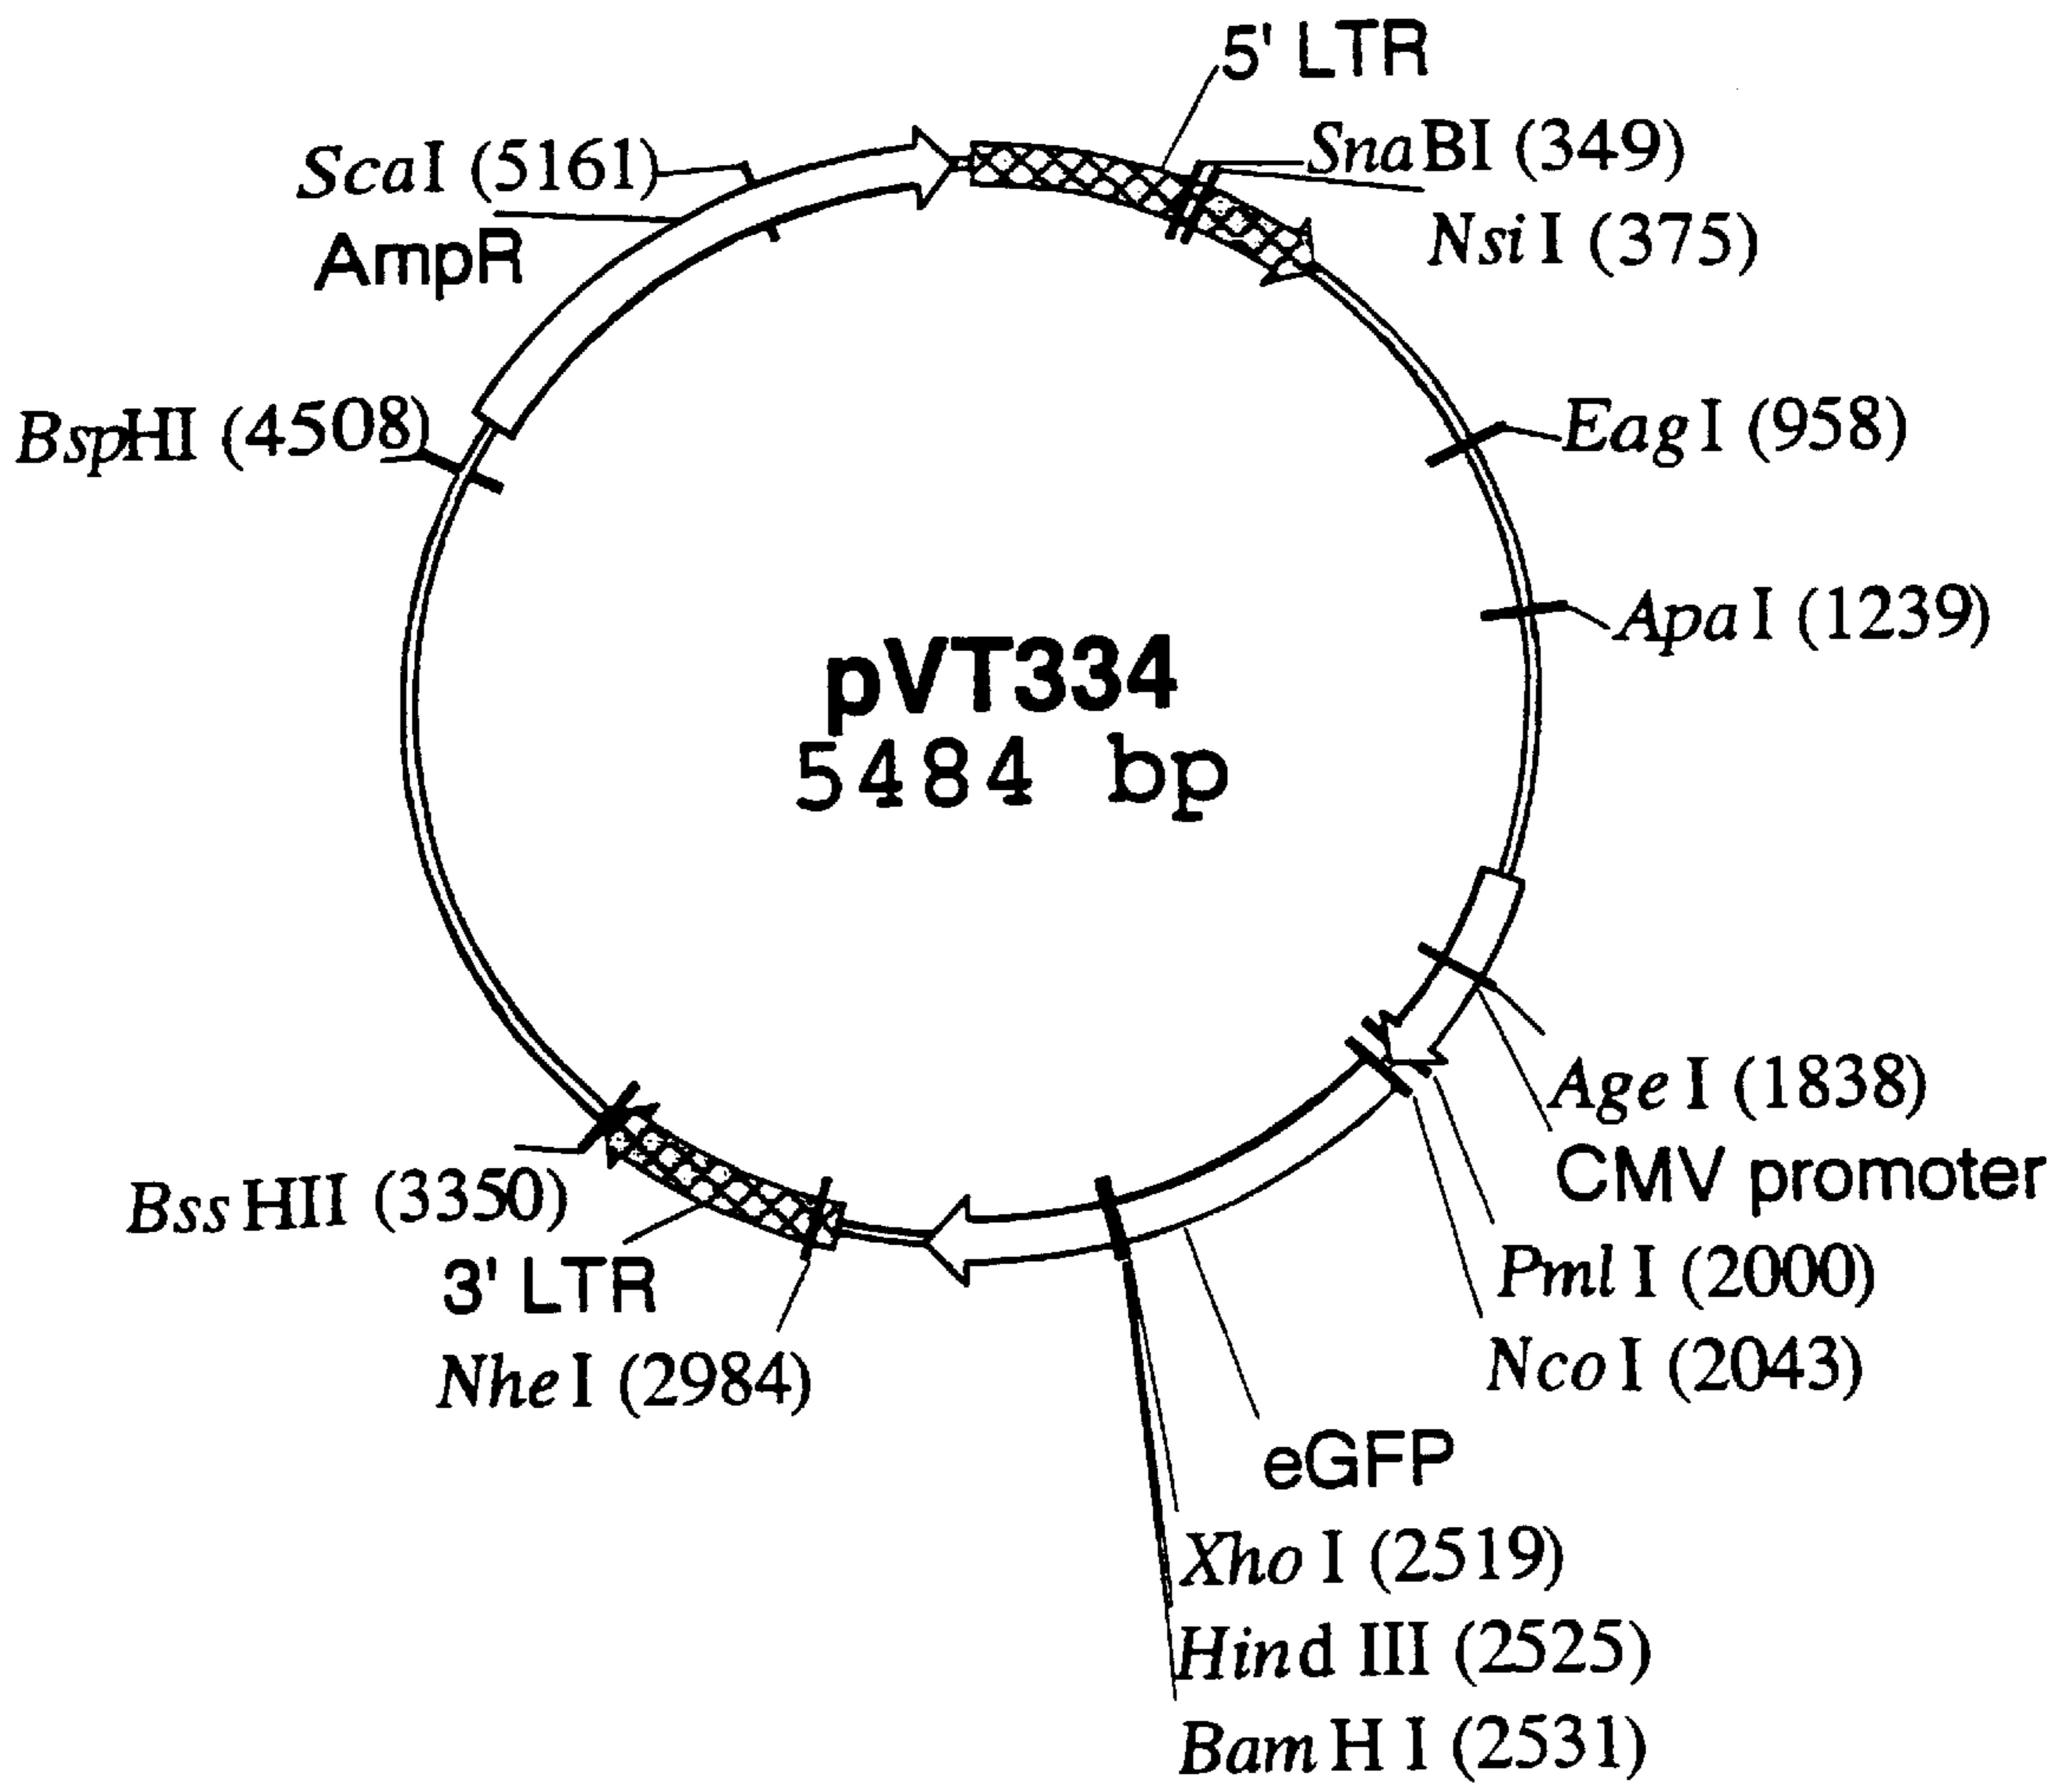 5' LTR
SnaBI (349)
NsiI (375)
ScaI (5161)
AmpR
BspHI (4508)
EagI (958)
ApaI (1239)
pVT334
5484 bp
AgeI (1838)
CMV promoter
PmlI (2000)
NcoI (2043)
BssHII (3350)
3' LTR
NheI (2984)
eGFP
XhoI (2519)
Hind III (2525)
BamH I (2531)